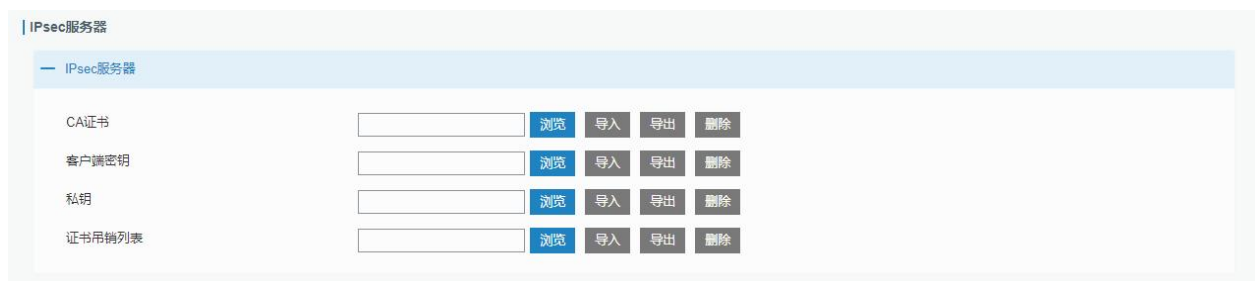 IPsec服务器
— IPsec服务器
CA证书 浏览 导入 导出 删除
客户端密钥 浏览 导入 导出 删除
私钥 浏览 导入 导出 删除
证书吊销列表 浏览 导入 导出 删除